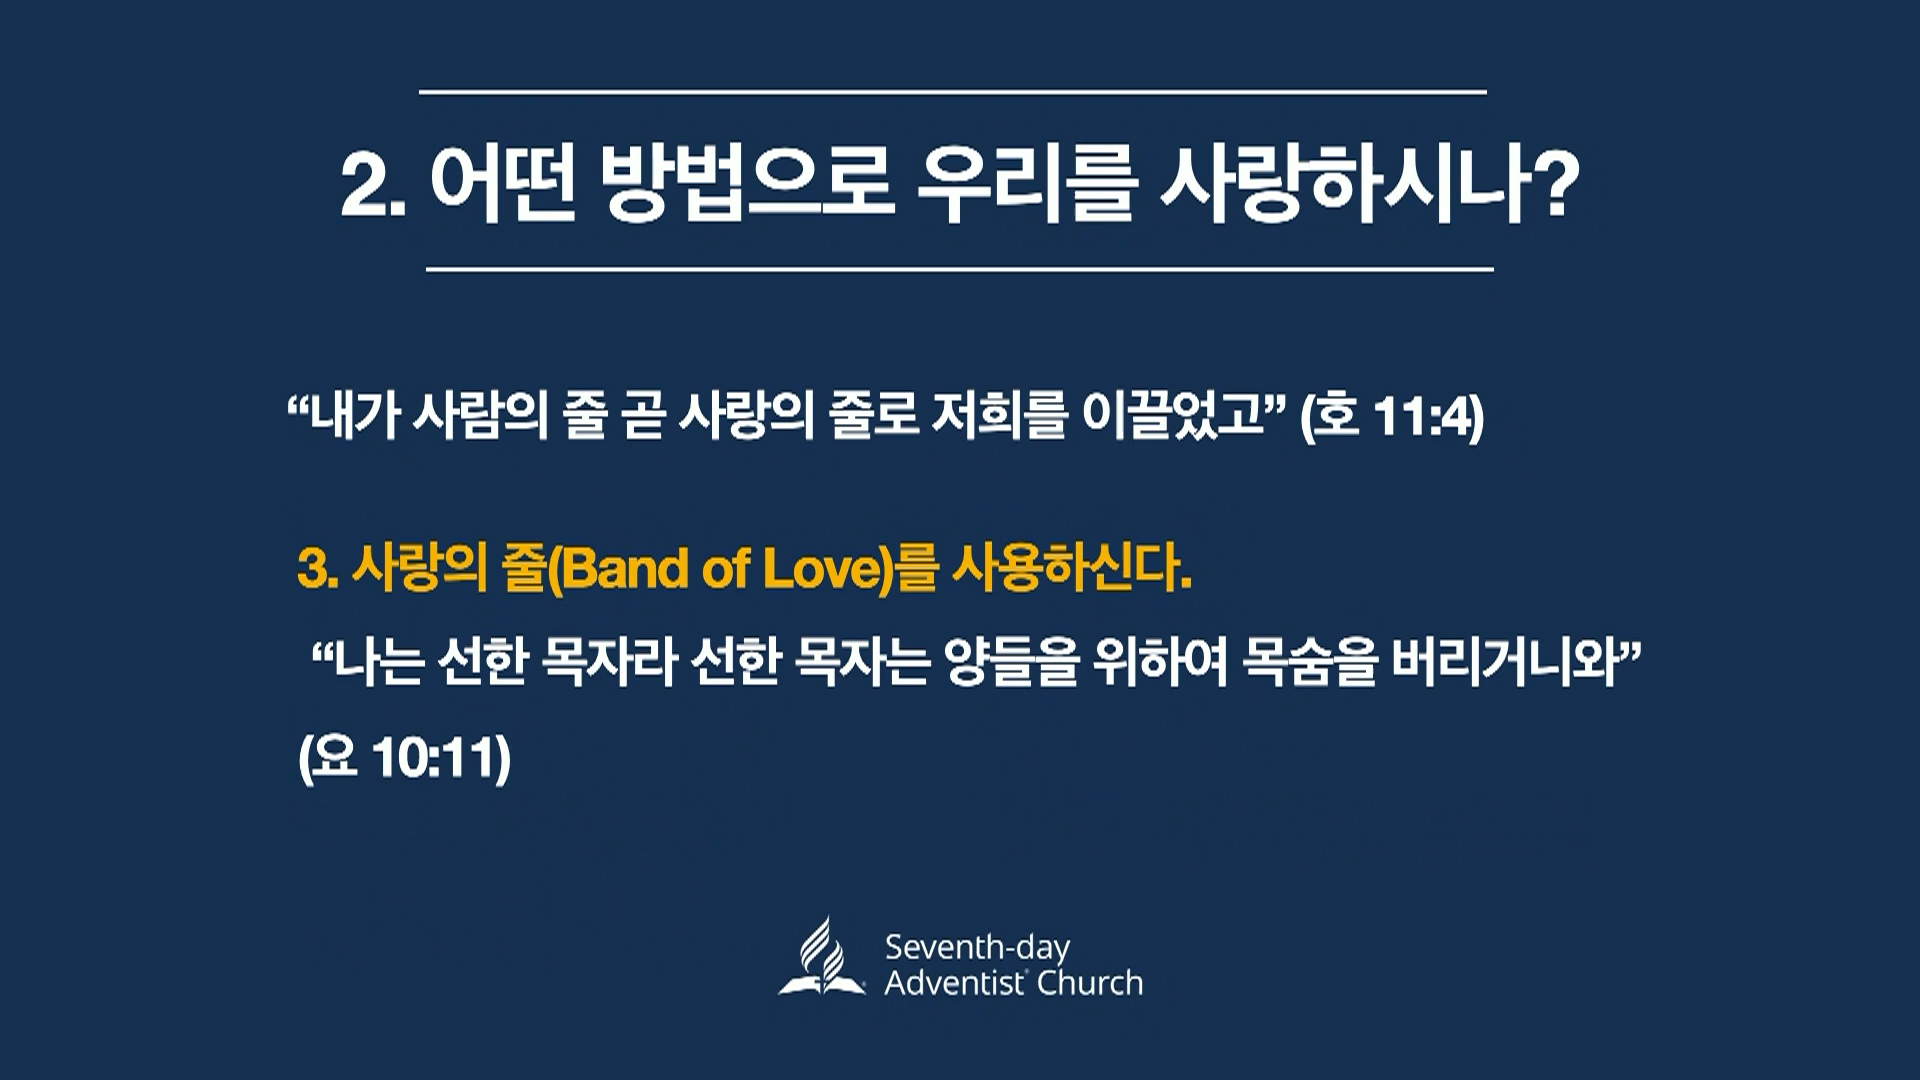 2. 어떤 방법으로 우리를 사랑하시나?
“내가 사람의 줄 곧 사랑의 줄로 저희를 이끌었고” (호 11:4)
3. 사랑의 줄(Band of Love)를 사용하신다.
“나는 선한 목자라 선한 목자는 양들을 위하여 목숨을 버리거니와”
(요 10:11)
Seventh-day
Adventist® Church